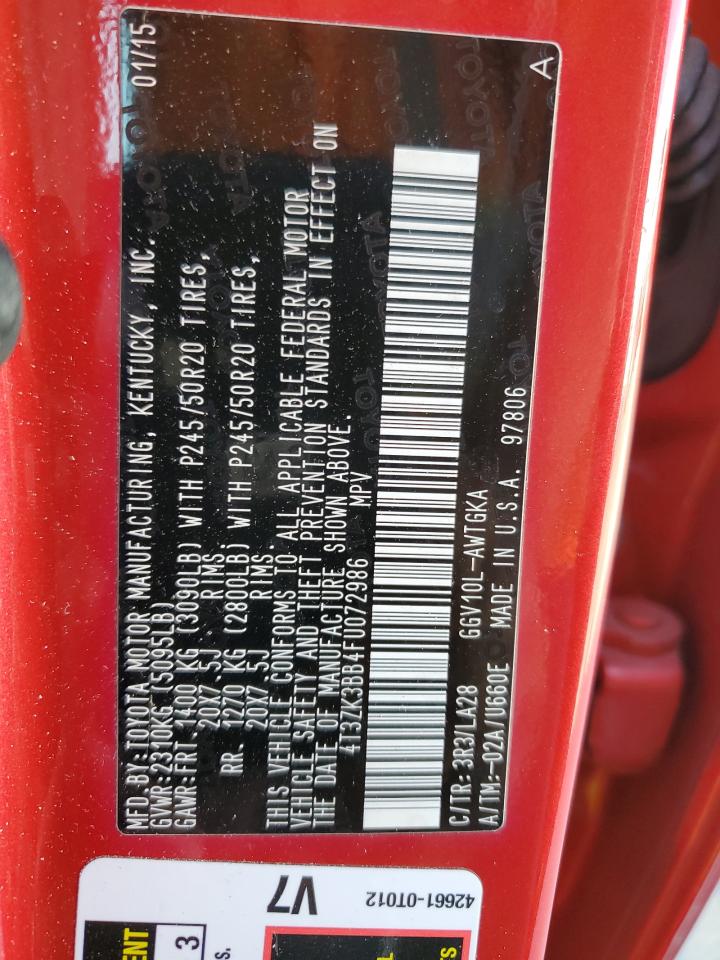 MFD.BY:TOYOTA MOTOR MANUFACTURING, KENTUCKY, INC. 01/15
GVWR:2310KG (5095LB)
GAWR:FRT 1400 KG (3090LB) WITH P245/50R20 TIRES,
20X7.5J RIMS.
RR. 1270 KG (2800LB) WITH P245/50R20 TIRES,
20X7.5J RIMS.
THIS VEHICLE CONFORMS TO ALL APPLICABLE FEDERAL MOTOR
VEHICLE SAFETY AND THEFT PREVENTION STANDARDS IN EFFECT ON
THE DATE OF MANUFACTURE SHOWN ABOVE.
4T3ZK3BB4FU072986 MPV
C/TR:3R3/LA28 GGV10L-AWTGKA
A/TM:-02A/U660E MADE IN U.S.A. 97806 A
TOYOTA
V7
42661-0T012
3